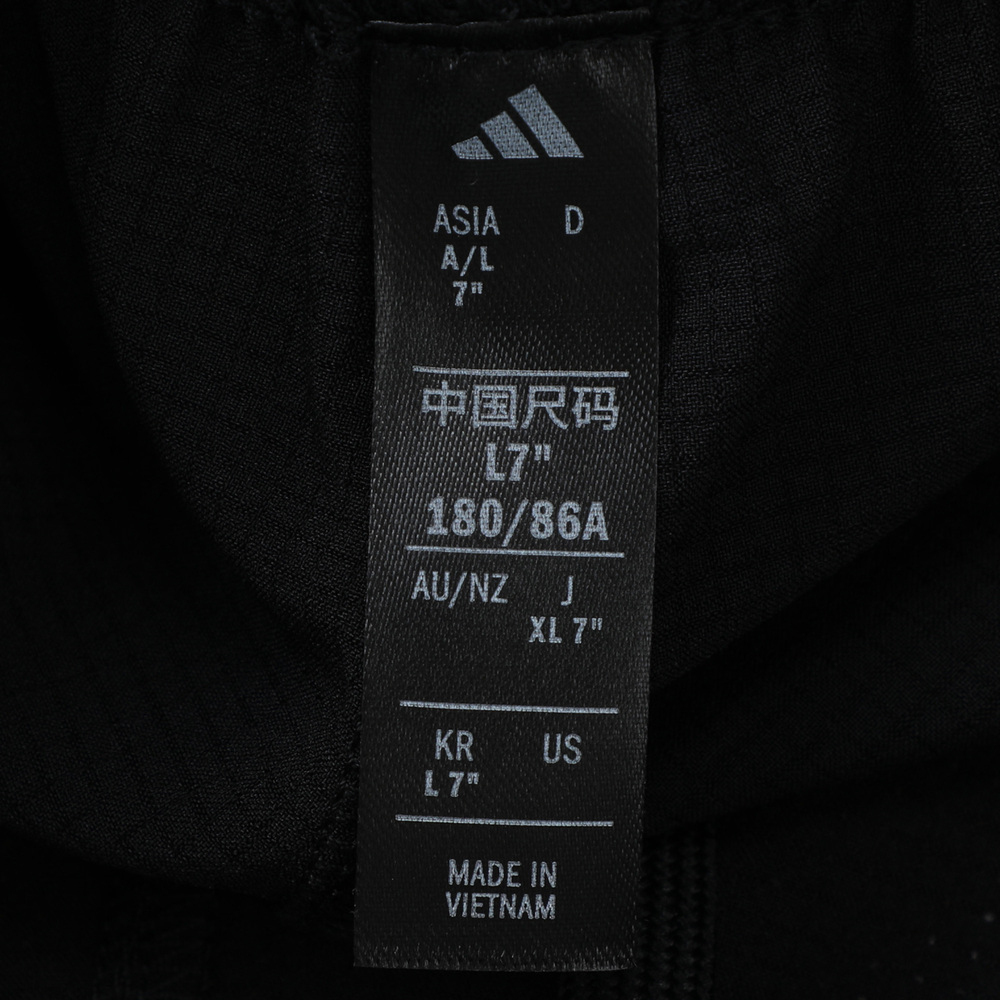 ASIA D
A/L
7"
中国尺码
L7"
180/86A
AU/NZ J
XL 7"
KR US
L 7"
MADE IN
VIETNAM